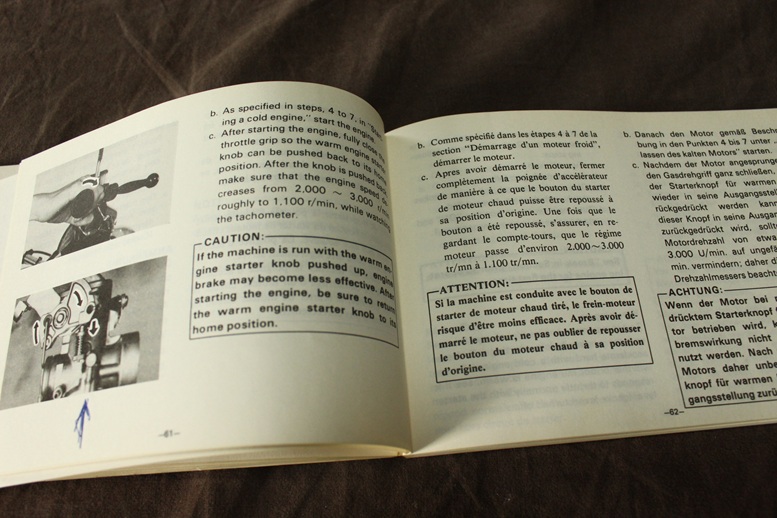 b. As specified in steps, 4 to 7, in
ing a cold engine," start the engine.
c. After starting the engine, fully close the
throttle grip so the warm engine starter
knob can be pushed back to its home
position. After the knob is pushed back,
make sure that the engine speed de-
creases from 2,000 ~ 3,000 r/min
roughly to 1,100 r/min, while watching
the tachometer.
CAUTION:
If the machine is run with the warm en-
gine starter knob pushed up, engine
brake may become less effective. After
starting the engine, be sure to return
the warm engine starter knob to its
home position.
–61–
b. Comme spécifié dans les étapes 4 à 7 de la
section "Démarrage d'un moteur froid",
démarrer le moteur.
c. Apres avoir démarré le moteur, fermer
complètement la poignée d'accélérateur
de manière à ce que le bouton du starter
de moteur chaud puisse être repoussé à
sa position d'origine. Une fois que le
bouton a été repoussé, s'assurer, en re-
gardant le compte-tours, que le régime
moteur passe d'environ 2.000~3.000
tr/mn à 1.100 tr/mn.
ATTENTION:
Si la machine est conduite avec le bouton de
starter de moteur chaud tiré, le frein-moteur
risque d'être moins efficace. Après avoir dé-
marré le moteur, ne pas oublier de repousser
le bouton du moteur chaud à sa position
d'origine.
–62–
b. Danach den Motor gemäß Besch
bung in den Punkten 4 bis 7 unter
lassen des kalten Motors" starten.
c. Nachdem der Motor angesprung
den Gasdrehgriff ganz schließen,
der Starterknopf für warmen
wieder in seine Ausgangsstell
rückgedrückt werden kann
dieser Knopf in seine Ausgan
zurückgedrückt wird, sollt
Motordrehzahl von etwa
3.000 U/min. auf ungefä
min. vermindern; daher d
Drehzahlmessers beacht
ACHTUNG:
Wenn der Motor bei
drücktem Starterknopf
tor betrieben wird,
bremswirkung nicht
nutzt werden. Nach
Motors daher unbe
knopf für warmen
gangsstellung zurü